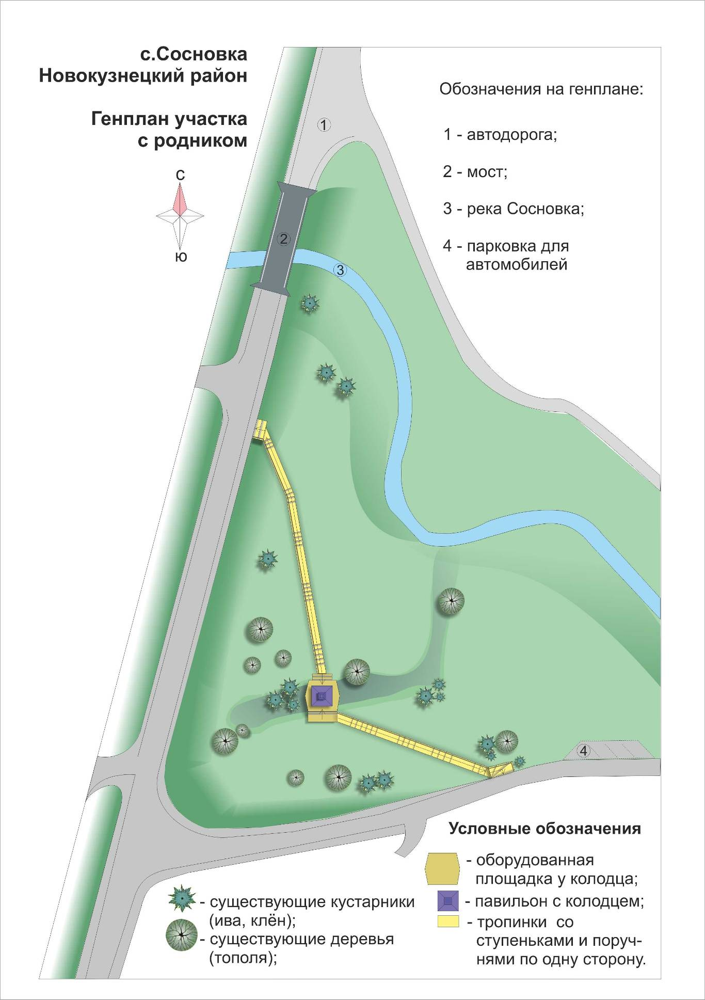 с.Сосновка
Новокузнецкий район
Генплан участка
с родником
С
Ю
Обозначения на генплане:
1 - автодорога;
2 - мост;
3 - река Сосновка;
4 - парковка для
автомобилей
1
2
3
4
Условные обозначения
- оборудованная
площадка у колодца;
- павильон с колодцем;
- тропинки со
ступеньками и поруч-
нями по одну сторону.
- существующие кустарники
(ива, клён);
- существующие деревья
(тополя);